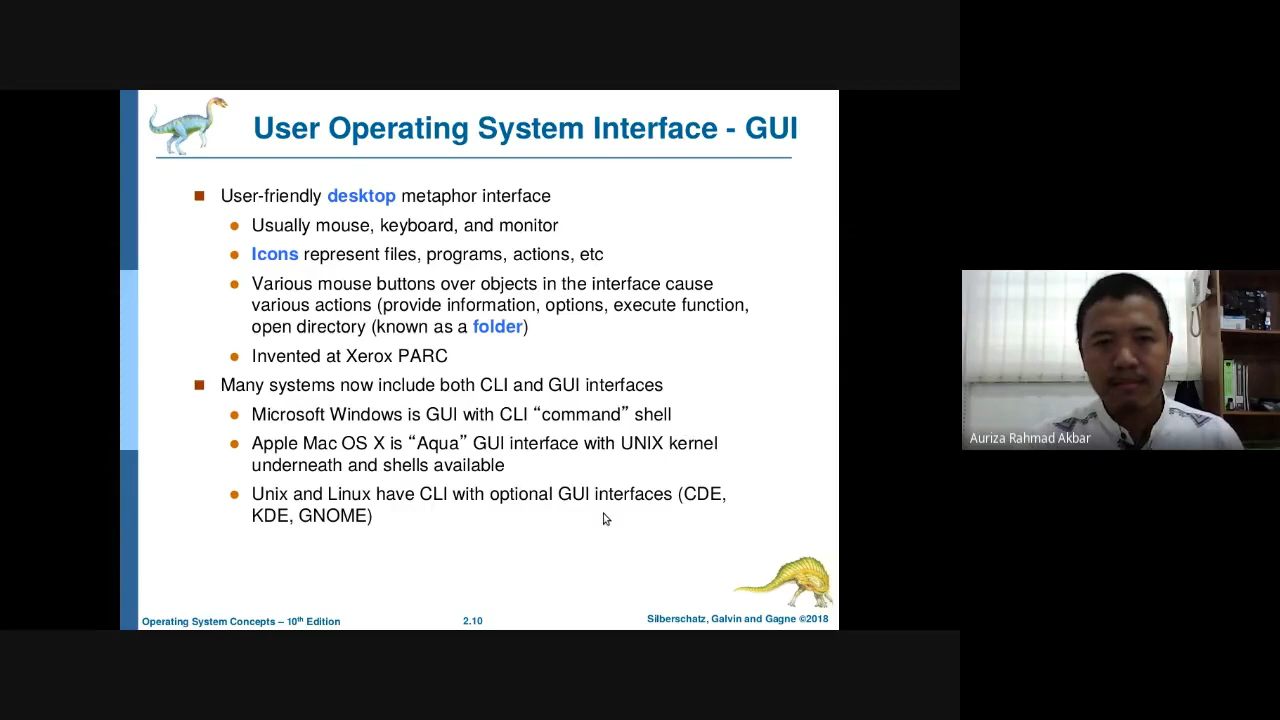 User Operating System Interface - GUI
User-friendly desktop metaphor interface
Usually mouse, keyboard, and monitor
Icons represent files, programs, actions, etc
Various mouse buttons over objects in the interface cause
various actions (provide information, options, execute function,
open directory (known as a folder)
Invented at Xerox PARC
Many systems now include both CLI and GUI interfaces
Microsoft Windows is GUI with CLI “command” shell
Apple Mac OS X is “Aqua” GUI interface with UNIX kernel
underneath and shells available
Unix and Linux have CLI with optional GUI interfaces (CDE,
KDE, GNOME)
Operating System Concepts – 10th Edition
2.10
Silberschatz, Galvin and Gagne ©2018
Auriza Rahmad Akbar